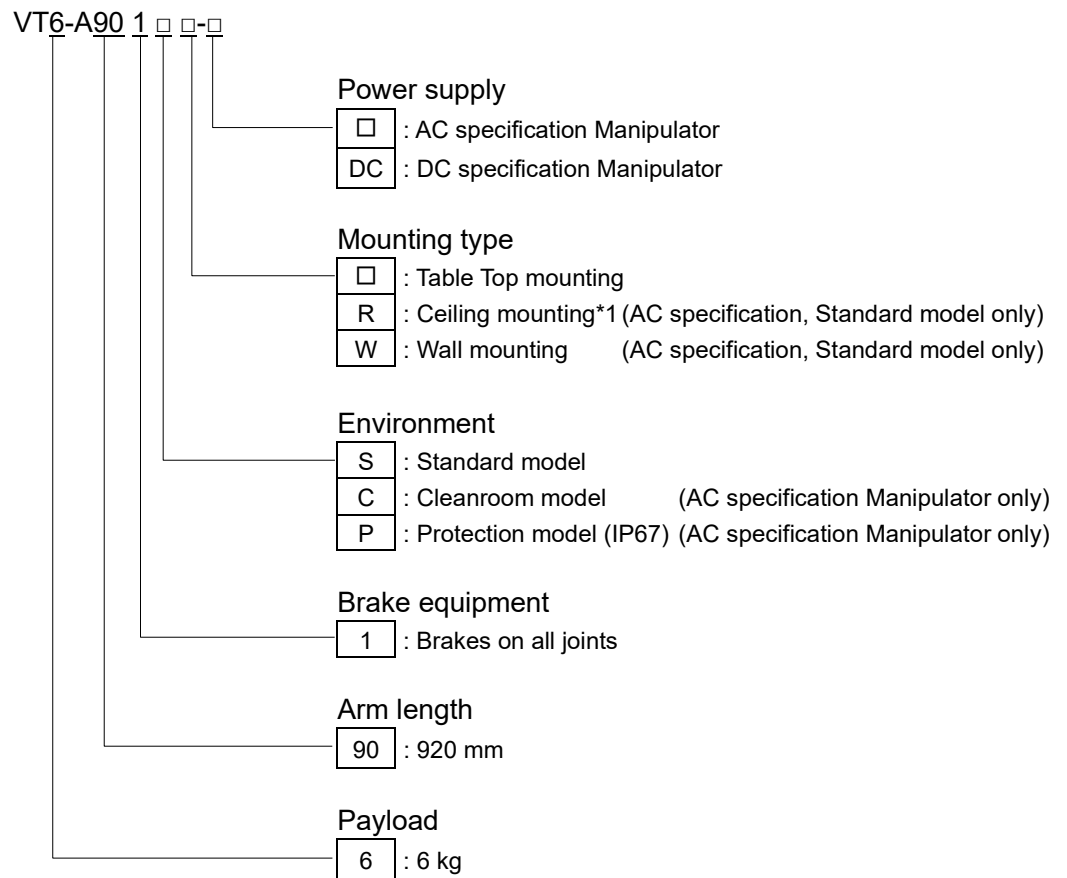 VT6-A90 1 □ □-□
Power supply
□ : AC specification Manipulator
DC : DC specification Manipulator
Mounting type
□ : Table Top mounting
R : Ceiling mounting*1 (AC specification, Standard model only)
W : Wall mounting (AC specification, Standard model only)
Environment
S : Standard model
C : Cleanroom model (AC specification Manipulator only)
P : Protection model (IP67) (AC specification Manipulator only)
Brake equipment
1 : Brakes on all joints
Arm length
90 : 920 mm
Payload
6 : 6 kg